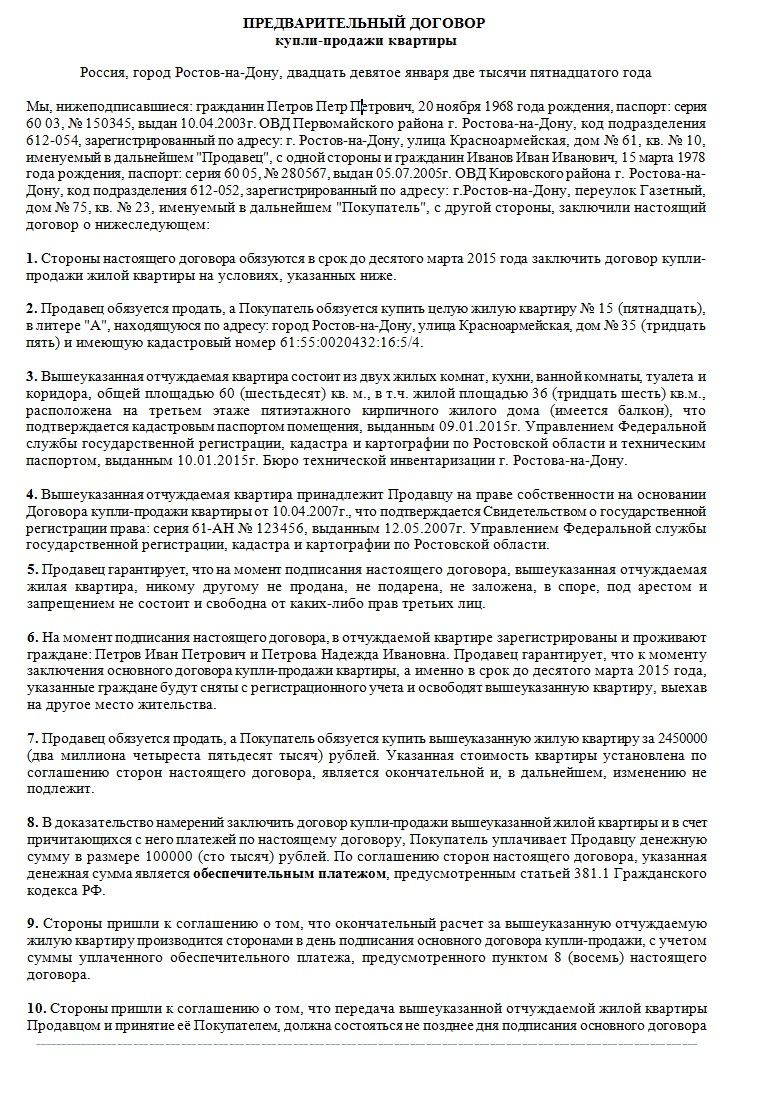 ПРЕДВАРИТЕЛЬНЫЙ ДОГОВОР
купли-продажи квартиры
Россия, город Ростов-на-Дону, двадцать девятое января две тысячи пятнадцатого года
Мы, нижеподписавшиеся: гражданин Петров Петр Петрович, 20 ноября 1968 года рождения, паспорт: серия
60 03, № 150345, выдан 10.04.2003г. ОВД Первомайского района г. Ростова-на-Дону, код подразделения
612-054, зарегистрированный по адресу: г. Ростов-на-Дону, улица Красноармейская, дом № 61, кв. № 10,
именуемый в дальнейшем "Продавец", с одной стороны и гражданин Иванов Иван Иванович, 15 марта 1978
года рождения, паспорт: серия 60 05, № 280567, выдан 05.07.2005г. ОВД Кировского района г. Ростова-на-
Дону, код подразделения 612-052, зарегистрированный по адресу: г.Ростов-на-Дону, переулок Газетный,
дом № 75, кв. № 23, именуемый в дальнейшем "Покупатель", с другой стороны, заключили настоящий
договор о нижеследующем:
1. Стороны настоящего договора обязуются в срок до десятого марта 2015 года заключить договор купли-
продажи жилой квартиры на условиях, указанных ниже.
2. Продавец обязуется продать, а Покупатель обязуется купить целую жилую квартиру № 15 (пятнадцать),
в литере "А", находящуюся по адресу: город Ростов-на-Дону, улица Красноармейская, дом № 35 (тридцать
пять) и имеющую кадастровый номер 61:55:0020432:16:5/4.
3. Вышеуказанная отчуждаемая квартира состоит из двух жилых комнат, кухни, ванной комнаты, туалета и
коридора, общей площадью 60 (шестьдесят) кв. м., в т.ч. жилой площадью 36 (тридцать шесть) кв.м.,
расположена на третьем этаже пятиэтажного кирпичного жилого дома (имеется балкон), что
подтверждается кадастровым паспортом помещения, выданным 09.01.2015г. Управлением Федеральной
службы государственной регистрации, кадастра и картографии по Ростовской области и техническим
паспортом, выданным 10.01.2015г. Бюро технической инвентаризации г. Ростова-на-Дону.
4. Вышеуказанная отчуждаемая квартира принадлежит Продавцу на праве собственности на основании
Договора купли-продажи квартиры от 10.04.2007г., что подтверждается Свидетельством о государственной
регистрации права: серия 61-АН № 123456, выданным 12.05.2007г. Управлением Федеральной службы
государственной регистрации, кадастра и картографии по Ростовской области.
5. Продавец гарантирует, что на момент подписания настоящего договора, вышеуказанная отчуждаемая
жилая квартира, никому другому не продана, не подарена, не заложена, в споре, под арестом и
запрещением не состоит и свободна от каких-либо прав третьих лиц.
6. На момент подписания настоящего договора, в отчуждаемой квартире зарегистрированы и проживают
граждане: Петров Иван Петрович и Петрова Надежда Ивановна. Продавец гарантирует, что к моменту
заключения основного договора купли-продажи квартиры, а именно в срок до десятого марта 2015 года,
указанные граждане будут сняты с регистрационного учета и освободят вышеуказанную квартиру, выехав
на другое место жительства.
7. Продавец обязуется продать, а Покупатель обязуется купить вышеуказанную жилую квартиру за 2450000
(два миллиона четыреста пятьдесят тысяч) рублей. Указанная стоимость квартиры установлена по
соглашению сторон настоящего договора, является окончательной и, в дальнейшем, изменению не
подлежит.
8. В доказательство намерений заключить договор купли-продажи вышеуказанной жилой квартиры и в счет
причитающихся с него платежей по настоящему договору, Покупатель уплачивает Продавцу денежную
сумму в размере 100000 (сто тысяч) рублей. По соглашению сторон настоящего договора, указанная
денежная сумма является обеспечительным платежом, предусмотренным статьей 381.1 Гражданского
кодекса РФ.
9. Стороны пришли к соглашению о том, что окончательный расчет за вышеуказанную отчуждаемую
жилую квартиру производится сторонами в день подписания основного договора купли-продажи, с учетом
суммы уплаченного обеспечительного платежа, предусмотренного пунктом 8 (восемь) настоящего
договора.
10. Стороны пришли к соглашению о том, что передача вышеуказанной отчуждаемой жилой квартиры
Продавцом и принятие её Покупателем, должна состояться не позднее дня подписания основного договора